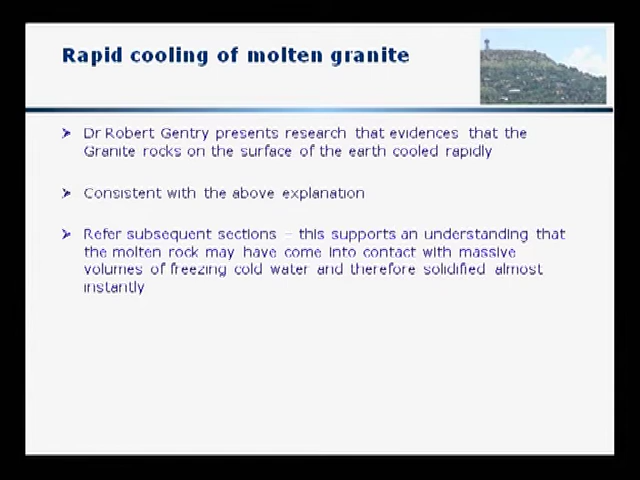 Rapid cooling of molten granite
➤ Dr Robert Gentry presents research that evidences that the
Granite rocks on the surface of the earth cooled rapidly
➤ Consistent with the above explanation
➤ Refer subsequent sections – this supports an understanding that
the molten rock may have come into contact with massive
volumes of freezing cold water and therefore solidified almost
instantly